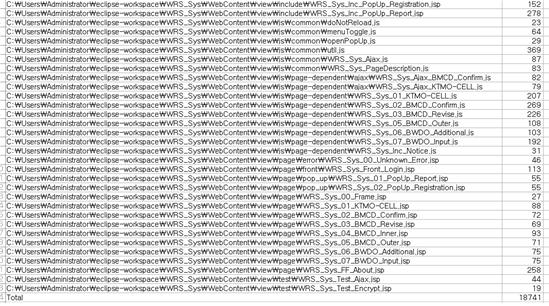 C:₩Users₩Administrator₩eclipse-workspace₩WRS_Sys₩WebContent₩view₩include₩WRS_Sys_Inc_PopUp_Registration.jsp 152
C:₩Users₩Administrator₩eclipse-workspace₩WRS_Sys₩WebContent₩view₩include₩WRS_Sys_Inc_PopUp_Report.jsp 278
C:₩Users₩Administrator₩eclipse-workspace₩WRS_Sys₩WebContent₩view₩js₩common₩doNotReload.js 23
C:₩Users₩Administrator₩eclipse-workspace₩WRS_Sys₩WebContent₩view₩js₩common₩menuToggle.js 64
C:₩Users₩Administrator₩eclipse-workspace₩WRS_Sys₩WebContent₩view₩js₩common₩openPopUp.js 29
C:₩Users₩Administrator₩eclipse-workspace₩WRS_Sys₩WebContent₩view₩js₩common₩util.js 369
C:₩Users₩Administrator₩eclipse-workspace₩WRS_Sys₩WebContent₩view₩js₩common₩WRS_Sys_Ajax.js 87
C:₩Users₩Administrator₩eclipse-workspace₩WRS_Sys₩WebContent₩view₩js₩common₩WRS_Sys_PageDescription.js 83
C:₩Users₩Administrator₩eclipse-workspace₩WRS_Sys₩WebContent₩view₩js₩page-dependent₩ajax₩WRS_Sys_Ajax_BMCD_Confirm.js 82
C:₩Users₩Administrator₩eclipse-workspace₩WRS_Sys₩WebContent₩view₩js₩page-dependent₩ajax₩WRS_Sys_Ajax_KTMO-CELL.js 79
C:₩Users₩Administrator₩eclipse-workspace₩WRS_Sys₩WebContent₩view₩js₩page-dependent₩WRS_Sys_01_KTMO-CELL.js 207
C:₩Users₩Administrator₩eclipse-workspace₩WRS_Sys₩WebContent₩view₩js₩page-dependent₩WRS_Sys_02_BMCD_Confirm.js 269
C:₩Users₩Administrator₩eclipse-workspace₩WRS_Sys₩WebContent₩view₩js₩page-dependent₩WRS_Sys_03_BMCD_Revise.js 226
C:₩Users₩Administrator₩eclipse-workspace₩WRS_Sys₩WebContent₩view₩js₩page-dependent₩WRS_Sys_05_BMCD_Outer.js 108
C:₩Users₩Administrator₩eclipse-workspace₩WRS_Sys₩WebContent₩view₩js₩page-dependent₩WRS_Sys_06_BWDO_Additional.js 103
C:₩Users₩Administrator₩eclipse-workspace₩WRS_Sys₩WebContent₩view₩js₩page-dependent₩WRS_Sys_07_BWDO_Input.js 192
C:₩Users₩Administrator₩eclipse-workspace₩WRS_Sys₩WebContent₩view₩js₩page-dependent₩WRS_Sys_Inc_Notice.js 31
C:₩Users₩Administrator₩eclipse-workspace₩WRS_Sys₩WebContent₩view₩page₩error₩WRS_Sys_00_Unknown_Error.jsp 46
C:₩Users₩Administrator₩eclipse-workspace₩WRS_Sys₩WebContent₩view₩page₩front₩WRS_Sys_Front_Login.jsp 113
C:₩Users₩Administrator₩eclipse-workspace₩WRS_Sys₩WebContent₩view₩page₩pop_up₩WRS_Sys_01_PopUp_Report.jsp 55
C:₩Users₩Administrator₩eclipse-workspace₩WRS_Sys₩WebContent₩view₩page₩pop_up₩WRS_Sys_02_PopUp_Registration.jsp 55
C:₩Users₩Administrator₩eclipse-workspace₩WRS_Sys₩WebContent₩view₩page₩WRS_Sys_00_Frame.jsp 27
C:₩Users₩Administrator₩eclipse-workspace₩WRS_Sys₩WebContent₩view₩page₩WRS_Sys_01_KTMO-CELL.jsp 88
C:₩Users₩Administrator₩eclipse-workspace₩WRS_Sys₩WebContent₩view₩page₩WRS_Sys_02_BMCD_Confirm.jsp 72
C:₩Users₩Administrator₩eclipse-workspace₩WRS_Sys₩WebContent₩view₩page₩WRS_Sys_03_BMCD_Revise.jsp 69
C:₩Users₩Administrator₩eclipse-workspace₩WRS_Sys₩WebContent₩view₩page₩WRS_Sys_04_BMCD_Inner.jsp 93
C:₩Users₩Administrator₩eclipse-workspace₩WRS_Sys₩WebContent₩view₩page₩WRS_Sys_05_BMCD_Outer.jsp 71
C:₩Users₩Administrator₩eclipse-workspace₩WRS_Sys₩WebContent₩view₩page₩WRS_Sys_06_BWDO_Additional.jsp 75
C:₩Users₩Administrator₩eclipse-workspace₩WRS_Sys₩WebContent₩view₩page₩WRS_Sys_07_BWDO_Input.jsp 75
C:₩Users₩Administrator₩eclipse-workspace₩WRS_Sys₩WebContent₩view₩page₩WRS_Sys_FF_About.jsp 258
C:₩Users₩Administrator₩eclipse-workspace₩WRS_Sys₩WebContent₩view₩test₩WRS_Sys_Test_Ajax.jsp 44
C:₩Users₩Administrator₩eclipse-workspace₩WRS_Sys₩WebContent₩view₩test₩WRS_Sys_Test_Encrypt.jsp 19
Total 18741